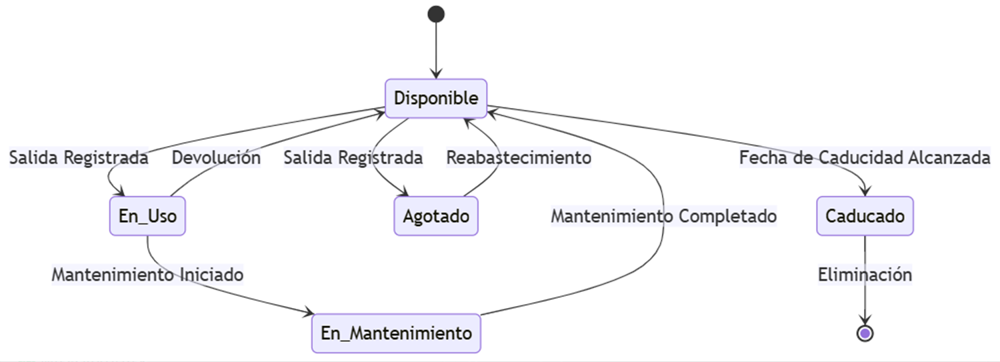 Disponible
Salida Registrada
Devolución
Salida Registrada
Reabastecimiento
Fecha de Caducidad Alcanzada
En_Uso
Agotado
Mantenimiento Completado
Caducado
Mantenimiento Iniciado
Eliminación
En_Mantenimiento